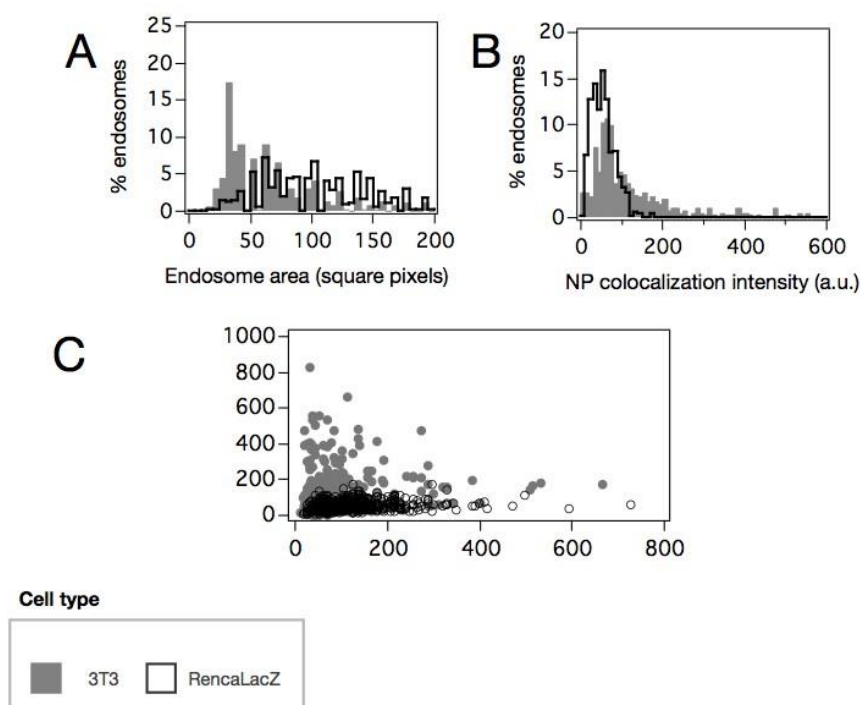 A
25
20
15
10
5
0
% endosomes
0 50 100 150 200
Endosome area (square pixels)
B
20
15
10
5
0
% endosomes
0 200 400 600
NP colocalization intensity (a.u.)
C
1000
800
600
400
200
0
0 200 400 600 800
Cell type
3T3 RencaLacZ